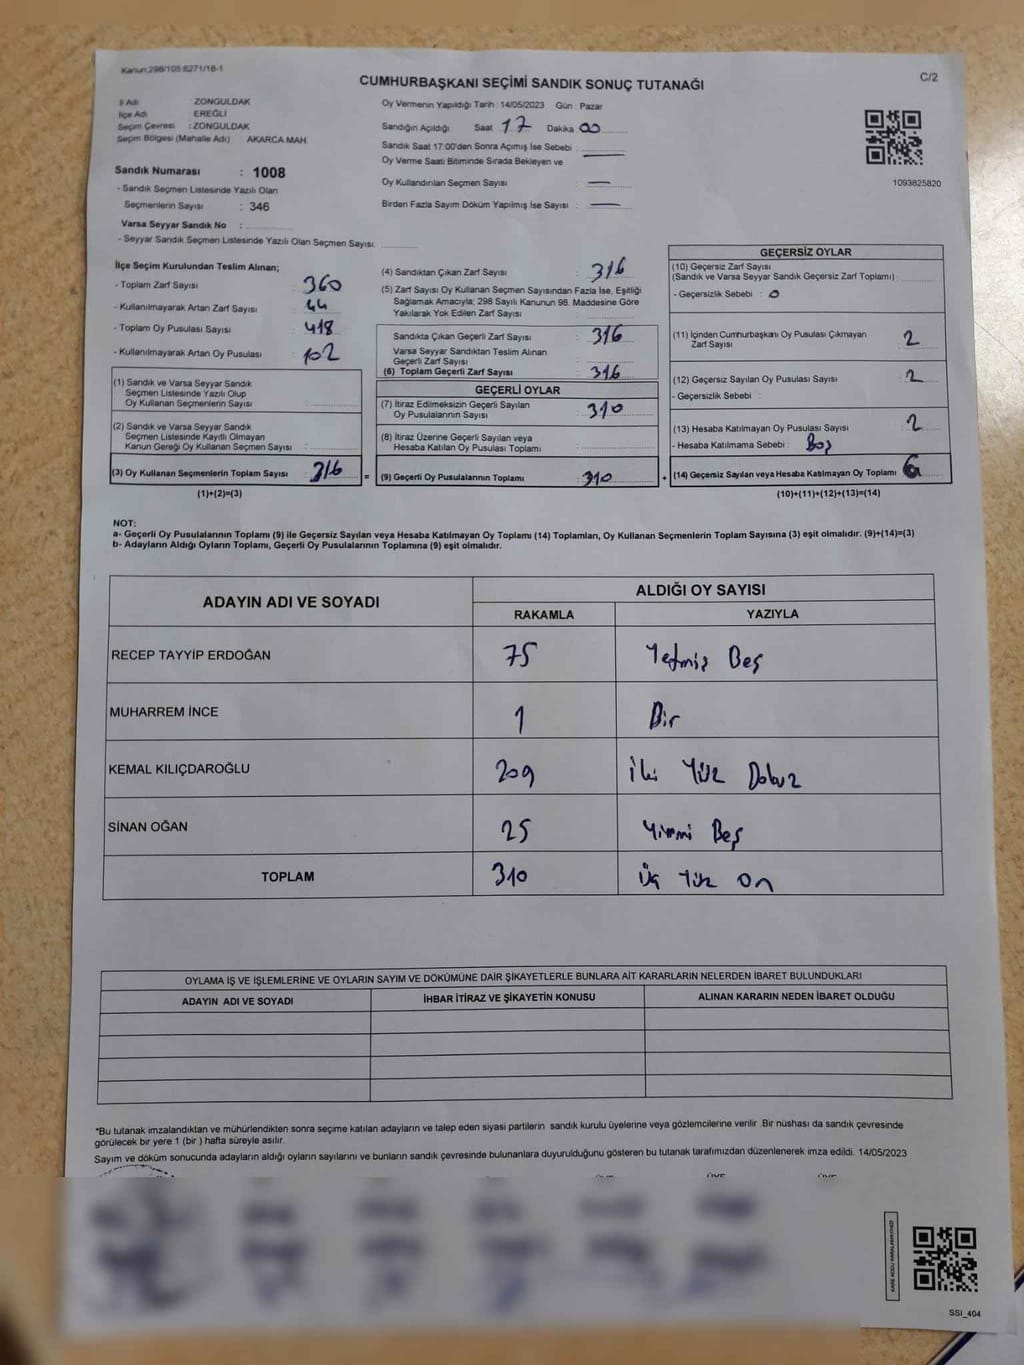 Kanun:298/105.6271/18-1
C/2
CUMHURBAŞKANI SEÇİMİ SANDIK SONUÇ TUTANAĞI
İl Adı ZONGULDAK
İlçe Adı EREĞLİ
Seçim Çevresi : ZONGULDAK
Seçim Bölgesi (Mahalle Adı) : AKARCA MAH.
Sandık Numarası : 1008
- Sandık Seçmen Listesinde Yazılı Olan
Seçmenlerin Sayısı : 346
Varsa Seyyar Sandık No :
- Seyyar Sandık Seçmen Listesinde Yazılı Olan Seçmen Sayısı:
Oy Vermenin Yapıldığı Tarih : 14/05/2023 Gün : Pazar
Sandığın Açıldığı Saat 17 Dakika 00
Sandık Saat 17:00'den Sonra Açımış İse Sebebi :
Oy Verme Saati Bitiminde Sırada Bekleyen ve
Oy Kullandırılan Seçmen Sayısı —
Birden Fazla Sayım Döküm Yapılmış İse Sayısı : —
1093825820
İlçe Seçim Kurulundan Teslim Alınan;
- Toplam Zarf Sayısı : 360
- Kullanılmayarak Artan Zarf Sayısı : 44
- Toplam Oy Pusulası Sayısı : 418
- Kullanılmayarak Artan Oy Pusulası : 102
(1) Sandık ve Varsa Seyyar Sandık
Seçmen Listesinde Yazılı Olup
Oy Kullanan Seçmenlerin Sayısı :
(2) Sandık ve Varsa Seyyar Sandık
Seçmen Listesinde Kayıtlı Olmayan
Kanun Gereği Oy Kullanan Seçmen Sayısı :
(3) Oy Kullanan Seçmenlerin Toplam Sayısı : 316
(1)+(2)=(3)
(4) Sandıktan Çıkan Zarf Sayısı : 316
(5) Zarf Sayısı Oy Kullanan Seçmen Sayısından Fazla İse, Eşitliği
Sağlamak Amacıyla; 298 Sayılı Kanunun 98. Maddesine Göre
Yakılarak Yok Edilen Zarf Sayısı :
Sandıkta Çıkan Geçerli Zarf Sayısı : 316
Varsa Seyyar Sandıktan Teslim Alınan
Geçerli Zarf Sayısı :
(6) Toplam Geçerli Zarf Sayısı : 316
GEÇERLİ OYLAR
(7) İtiraz Edilmeksizin Geçerli Sayılan
Oy Pusulalarının Sayısı : 310
(8) İtiraz Üzerine Geçerli Sayılan veya
Hesaba Katılan Oy Pusulası Toplamı :
= (9) Geçerli Oy Pusulalarının Toplamı : 310
GEÇERSİZ OYLAR
(10) Geçersiz Zarf Sayısı
(Sandık ve Varsa Seyyar Sandık Geçersiz Zarf Toplamı) :
- Geçersizlik Sebebi : 0
(11) İçinden Cumhurbaşkanı Oy Pusulası Çıkmayan
Zarf Sayısı 2
(12) Geçersiz Sayılan Oy Pusulası Sayısı : 2
- Geçersizlik Sebebi :
(13) Hesaba Katılmayan Oy Pusulası Sayısı : 2
- Hesaba Katılmama Sebebi : Boş
+ (14) Geçersiz Sayılan veya Hesaba Katılmayan Oy Toplamı 6
(10)+(11)+(12)+(13)=(14)
NOT:
a- Geçerli Oy Pusulalarının Toplamı (9) ile Geçersiz Sayılan veya Hesaba Katılmayan Oy Toplamı (14) Toplamları, Oy Kullanan Seçmenlerin Toplam Sayısına (3) eşit olmalıdır. (9)+(14)=(3)
b- Adayların Aldığı Oyların Toplamı, Geçerli Oy Pusulalarının Toplamına (9) eşit olmalıdır.
ADAYIN ADI VE SOYADI ALDIĞI OY SAYISI
RAKAMLA YAZIYLA
RECEP TAYYİP ERDOĞAN 75 Yetmiş Beş
MUHARREM İNCE 1 Bir
KEMAL KILIÇDAROĞLU 209 İki Yüz Dokuz
SİNAN OĞAN 25 Yirmi Beş
TOPLAM 310 Üç Yüz On
OYLAMA İŞ VE İŞLEMLERİNE VE OYLARIN SAYIM VE DÖKÜMÜNE DAİR ŞİKAYETLERLE BUNLARA AİT KARARLARIN NELERDEN İBARET BULUNDUKLARI
ADAYIN ADI VE SOYADI İHBAR İTİRAZ VE ŞİKAYETİN KONUSU ALINAN KARARIN NEDEN İBARET OLDUĞU
*Bu tutanak imzalandıktan ve mühürlendikten sonra seçime katılan adayların ve talep eden siyasi partilerin sandık kurulu üyelerine veya gözlemcilerine verilir .Bir nüshası da sandık çevresinde
görülecek bir yere 1 (bir ) hafta süreyle asılır.
Sayım ve döküm sonucunda adayların aldığı oyların sayılarını ve bunların sandık çevresinde bulunanlara duyurulduğunu gösteren bu tutanak tarafımızdan düzenlenerek imza edildi. 14/05/2023
SSI_404